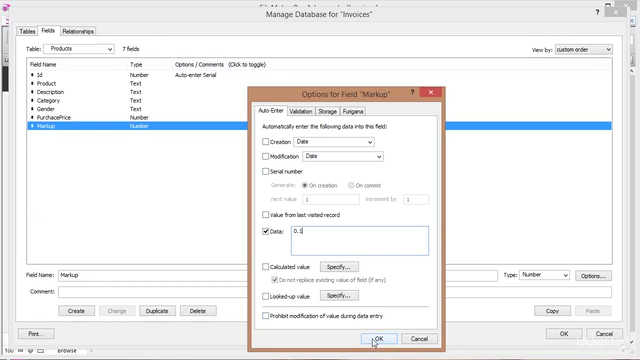 Manage Database for "Invoices"
Tables Fields Relationships
Table: Products 7 fields View by: custom order
Field Name Type Options / Comments (Click to toggle)
Id Number Auto-enter Serial
Product Text
Description Text
Category Text
Gender Text
PurchacePrice Number
Markup Number
Options for Field "Markup"
Auto-Enter Validation Storage Furigana
Automatically enter the following data into this field:
Creation Date
Modification Date
Serial number
Generate: On creation On commit
next value 1 increment by 1
Value from last visited record
Data: 0.1
Calculated value Specify...
Do not replace existing value of field (if any)
Looked-up value Specify...
Prohibit modification of value during data entry
OK Cancel
Field Name: Markup Type: Number Options...
Comment:
Create Change Duplicate Delete Copy Paste
Print... OK Cancel
100 Browse
udemy